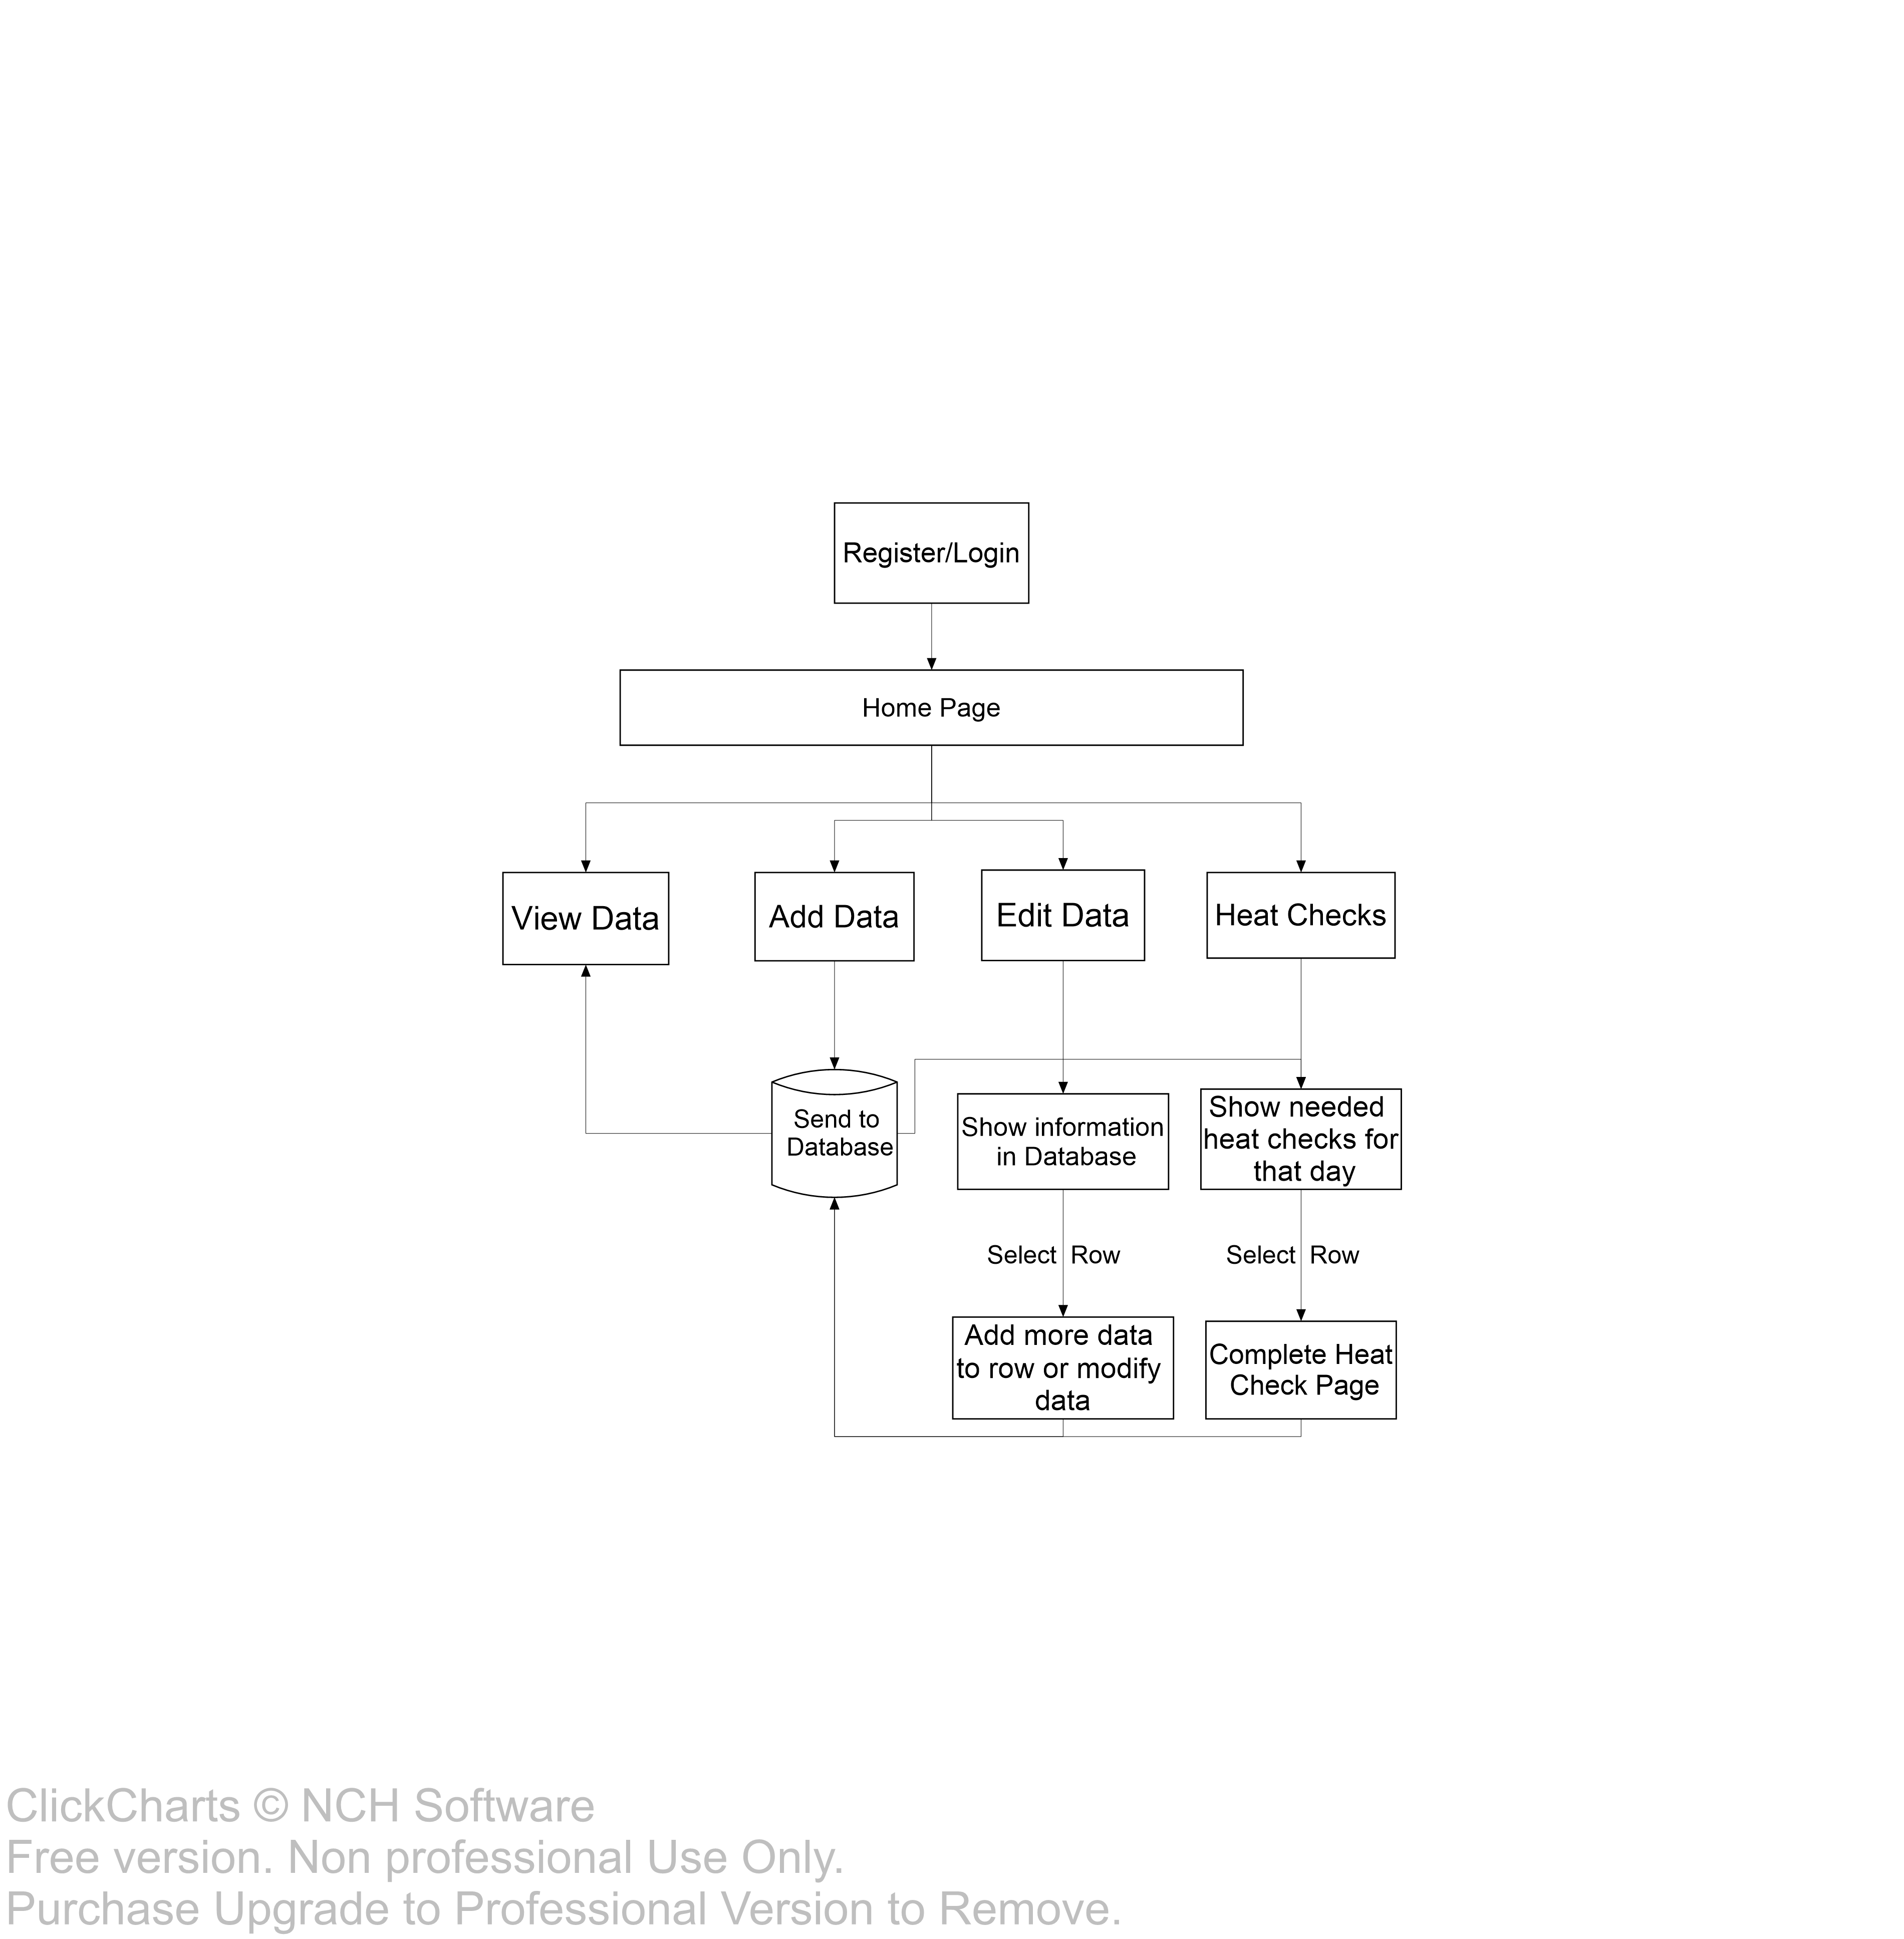 Register/Login
Home Page
View Data
Add Data
Edit Data
Heat Checks
Send to
Database
Show information
in Database
Show needed
heat checks for
that day
Select Row
Select Row
Add more data
to row or modify
data
Complete Heat
Check Page
ClickCharts © NCH Software
Free version. Non professional Use Only.
Purchase Upgrade to Professional Version to Remove.